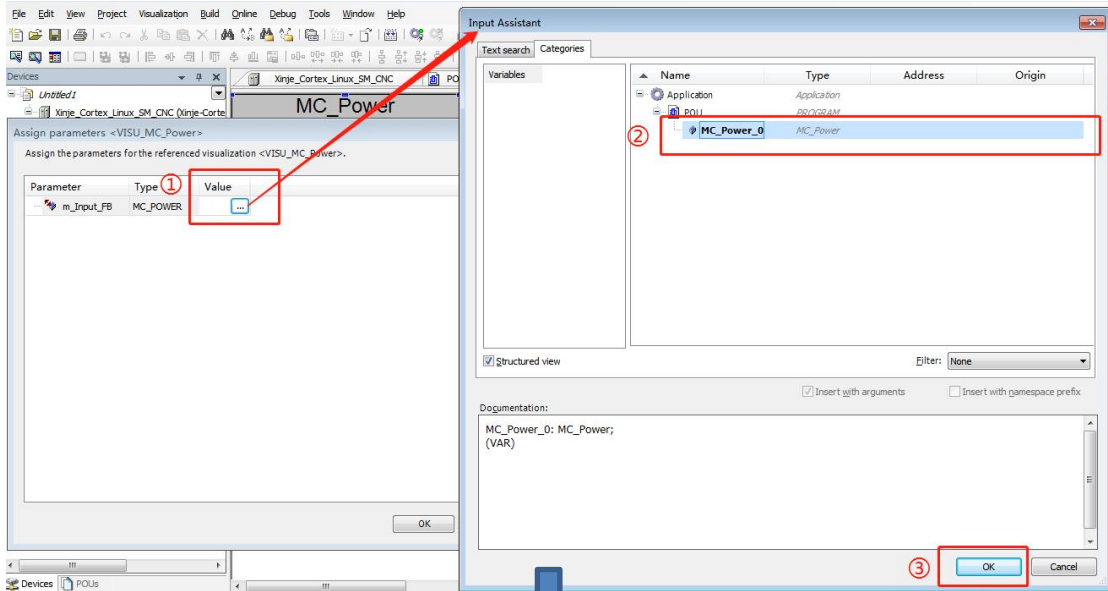 File Edit View Project Visualization Build Online Debug Tools Window Help
Devices
Untitled1
Xinje_Cortex_Linux_SM_CNC (Xinje-Corte
Xinje_Cortex_Linux_SM_CNC
PO
MC_Power
Assign parameters <VISU_MC_Power>
Assign the parameters for the referenced visualization <VISU_MC_Power>.
Parameter Type ① Value
m_Input_FB MC_POWER ...
OK
Devices POUs
Input Assistant
Text search Categories
Variables
Name Type Address Origin
Application Application
POU PROGRAM
② MC_Power_0 MC_Power
Structured view
Filter: None
Insert with arguments Insert with namespace prefix
Documentation:
MC_Power_0: MC_Power;
(VAR)
③ OK Cancel